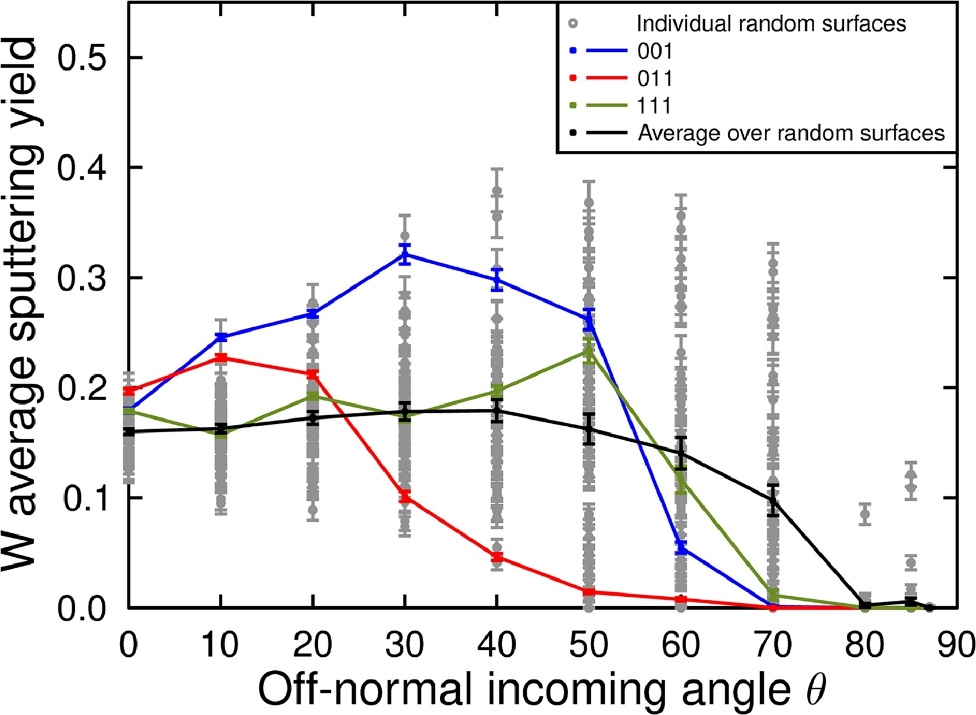 Individual random surfaces
001
011
111
Average over random surfaces
W average sputtering yield
0.5
0.4
0.3
0.2
0.1
0.0
0 10 20 30 40 50 60 70 80 90
Off-normal incoming angle θ